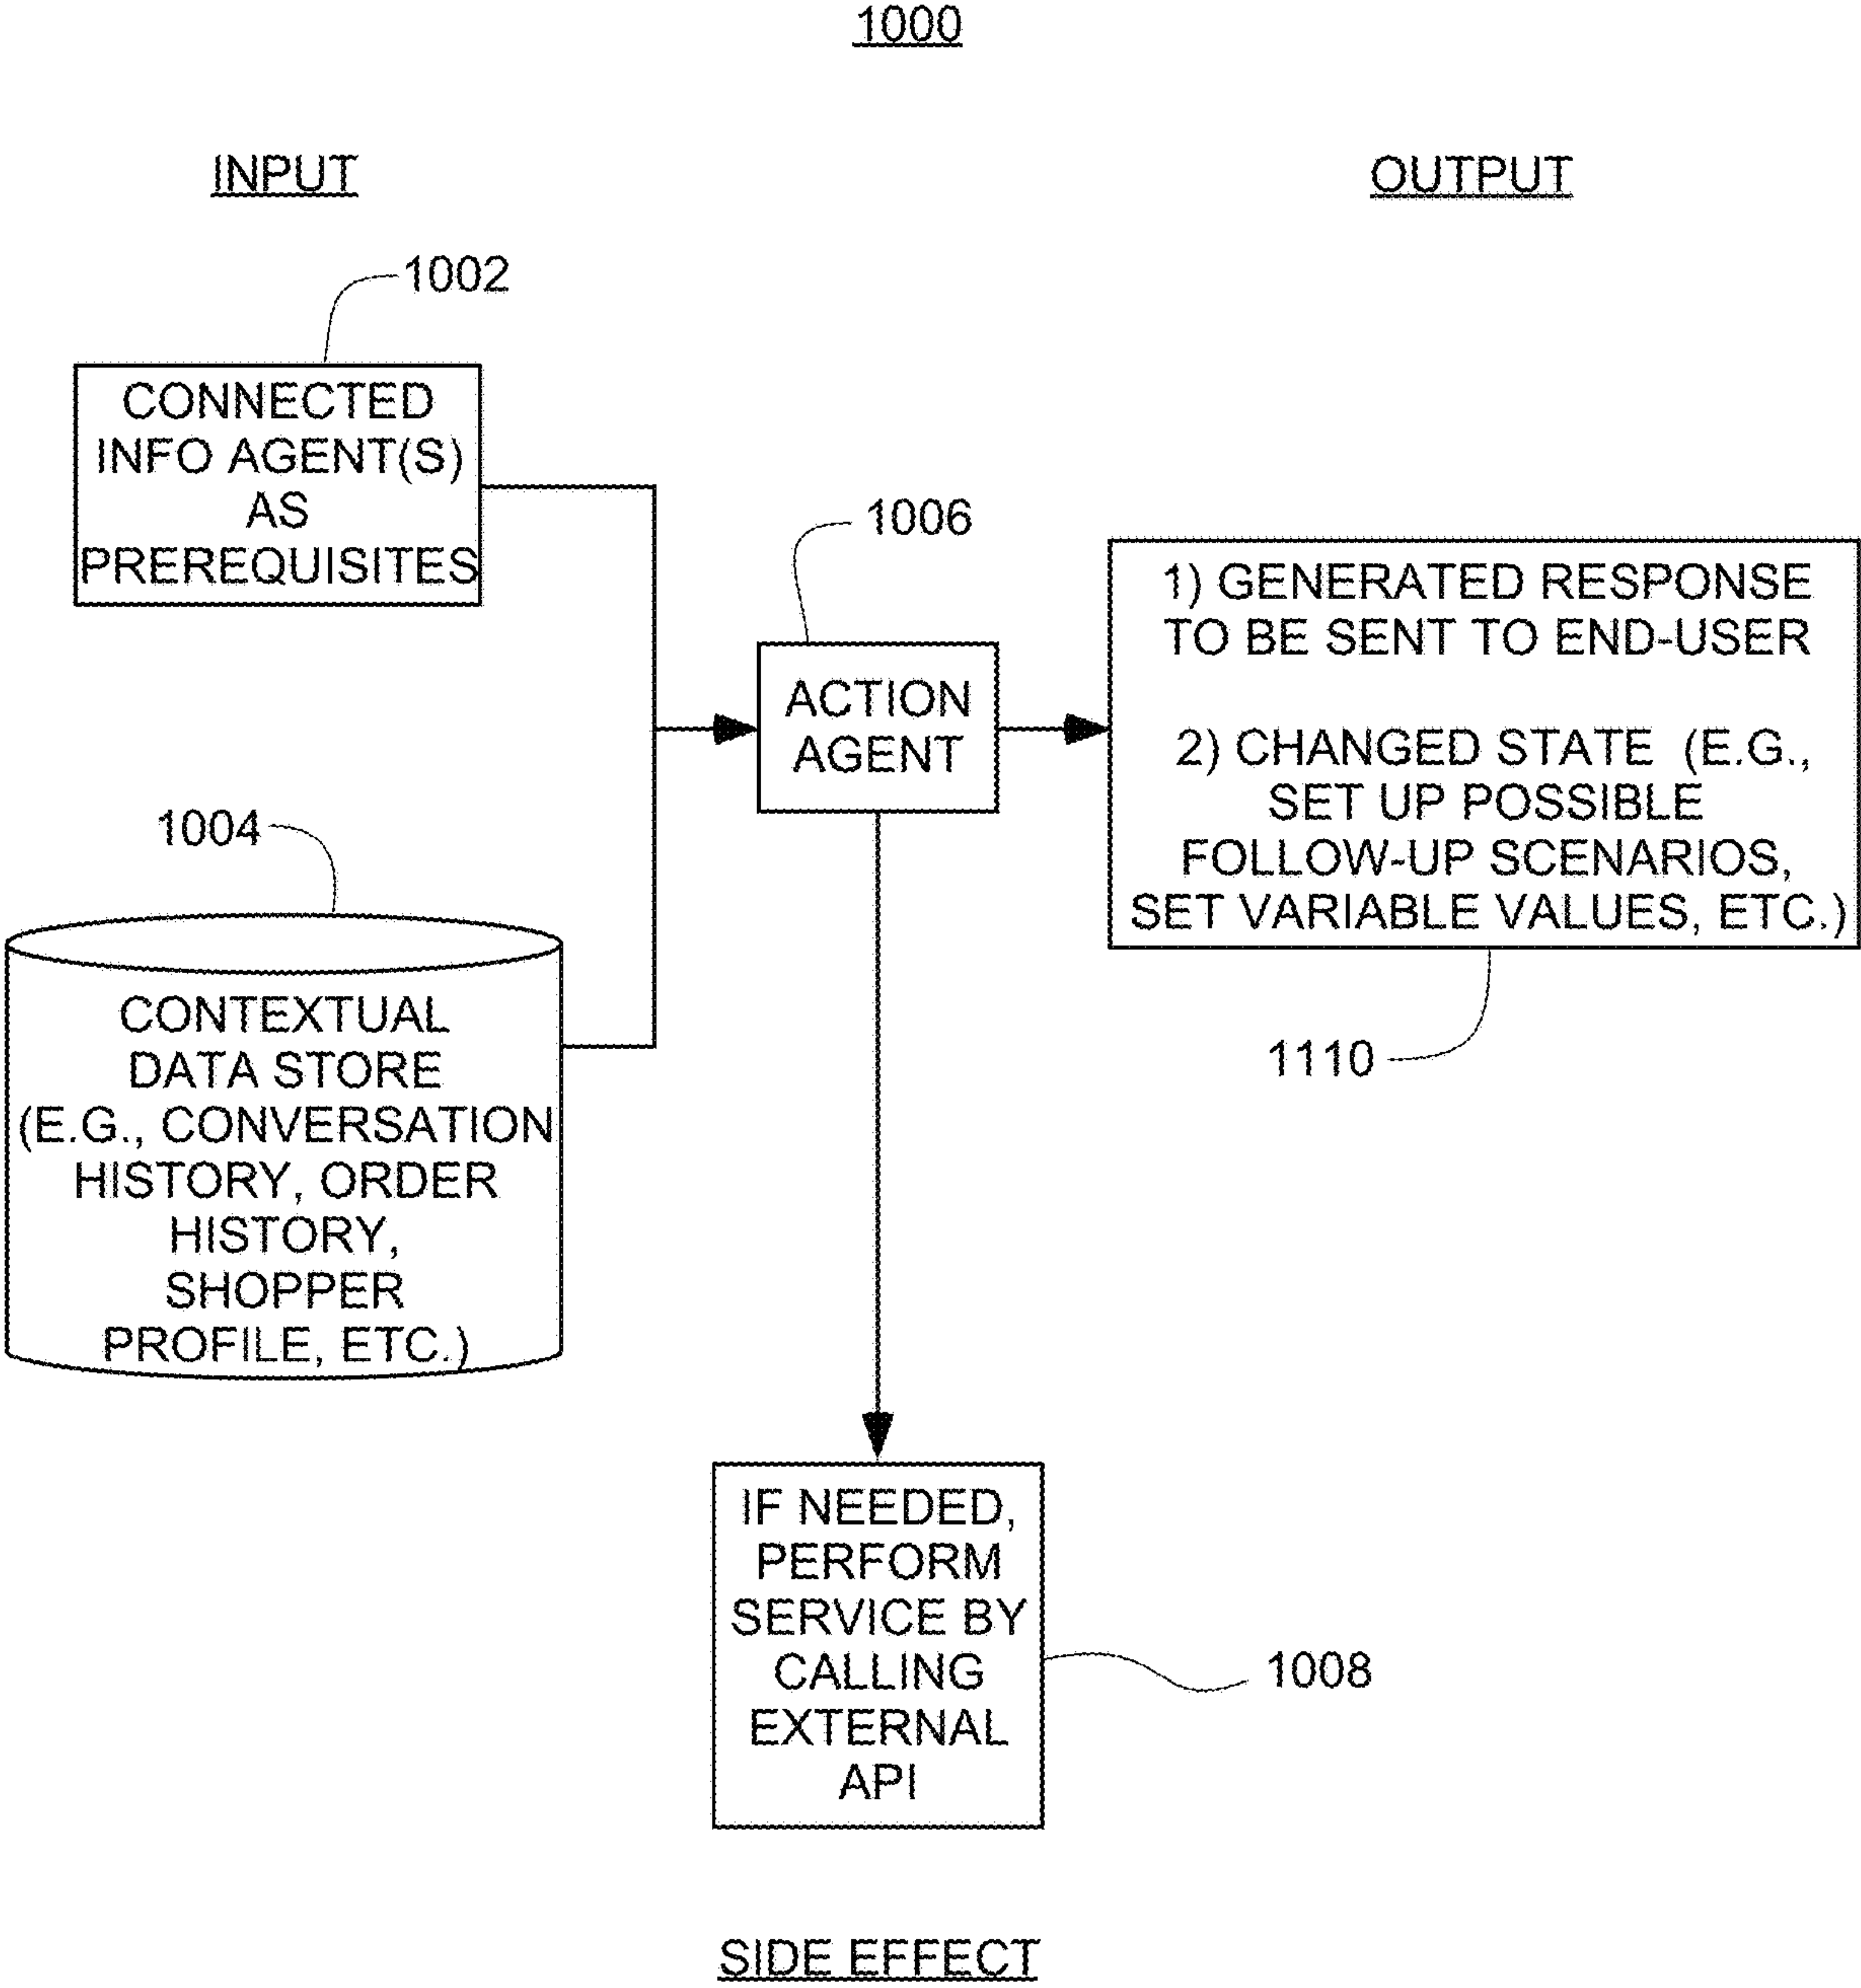 1000
INPUT
OUTPUT
1002
CONNECTED
INFO AGENT(S)
AS
PREREQUISITES
1006
ACTION
AGENT
1) GENERATED RESPONSE
TO BE SENT TO END-USER
2) CHANGED STATE (E.G.,
SET UP POSSIBLE
FOLLOW-UP SCENARIOS,
SET VARIABLE VALUES, ETC.)
1110
1004
CONTEXTUAL
DATA STORE
(E.G., CONVERSATION
HISTORY, ORDER
HISTORY,
SHOPPER
PROFILE, ETC.)
IF NEEDED,
PERFORM
SERVICE BY
CALLING
EXTERNAL
API
1008
SIDE EFFECT